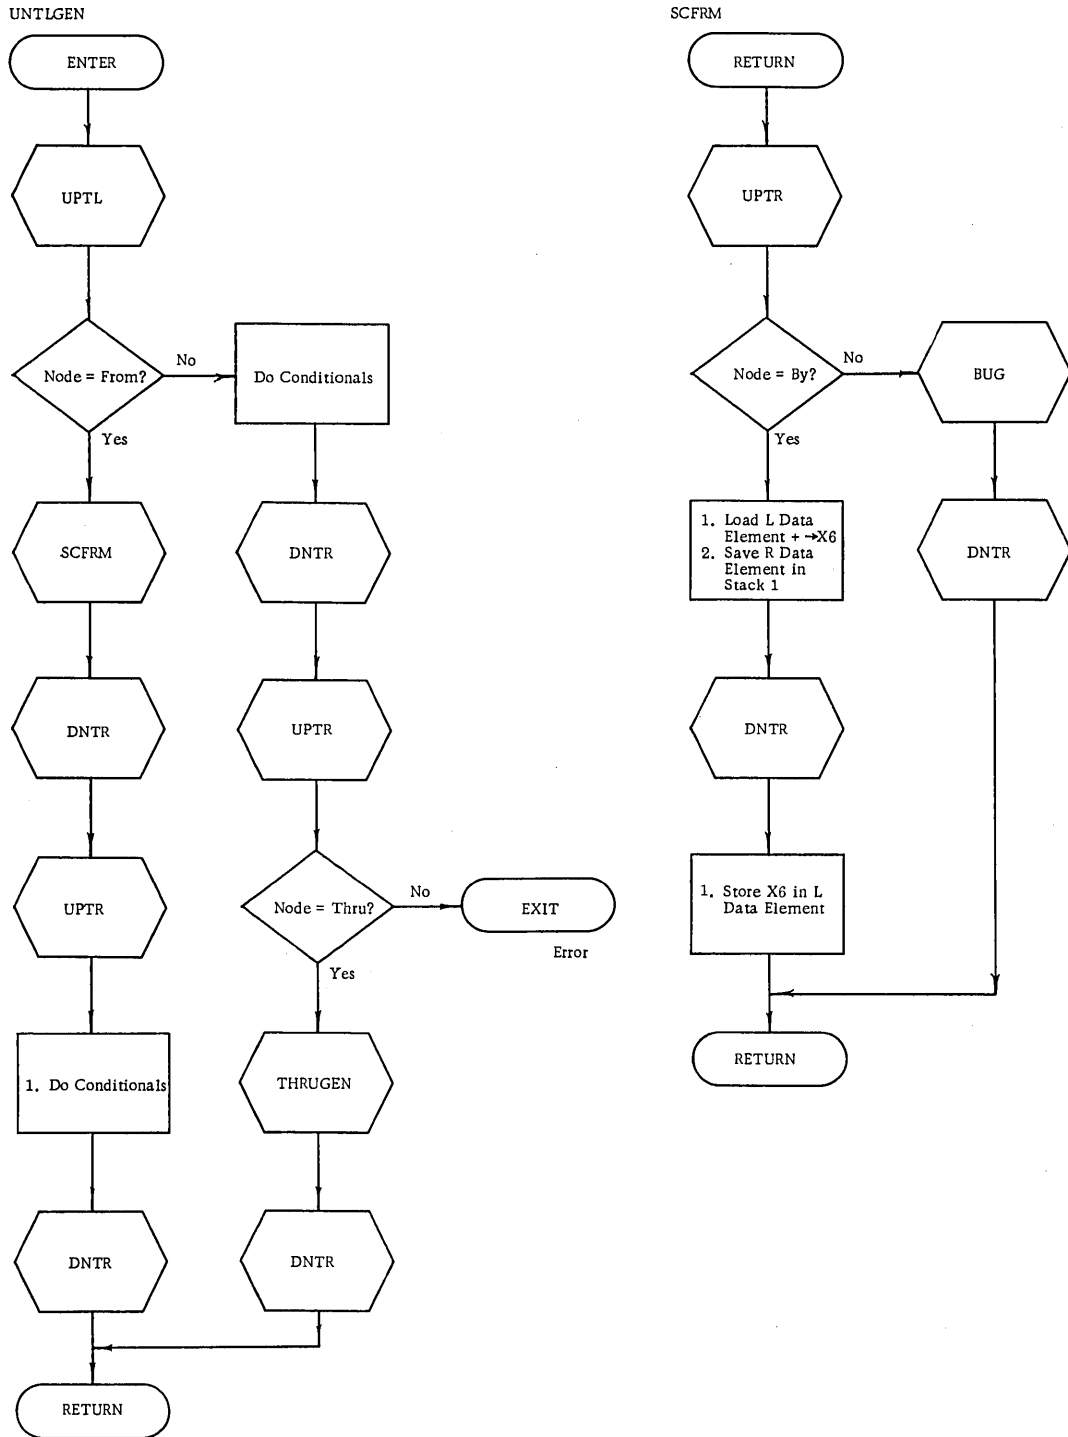 UNTLGEN
ENTER
UPTL
Node = From?
No
Do Conditionals
Yes
SCFRM
DNTR
DNTR
UPTR
UPTR
Node = Thru?
No
EXIT
Error
Yes
1. Do Conditionals
THRUGEN
DNTR
DNTR
RETURN
SCFRM
RETURN
UPTR
Node = By?
No
BUG
Yes
1. Load L Data
Element + →X6
2. Save R Data
Element in
Stack 1
DNTR
DNTR
1. Store X6 in L
Data Element
RETURN